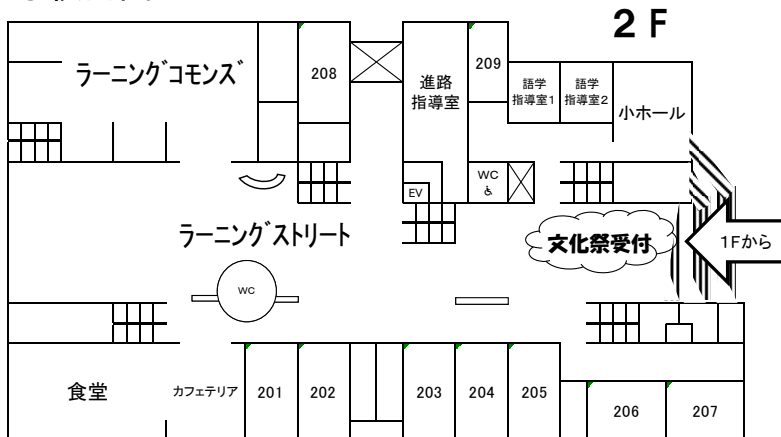 2F
ラーニングコモンズ
208
進路
指導室
209
語学
指導室1
語学
指導室2
小ホール
EV
WC
ラーニングストリート
文化祭受付
1Fから
WC
食堂
カフェテリア
201
202
203
204
205
206
207